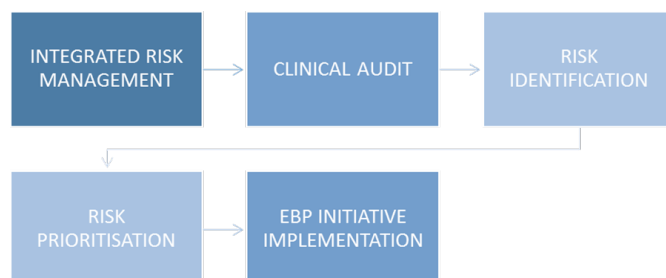 INTEGRATED RISK
MANAGEMENT
CLINICAL AUDIT
RISK
IDENTIFICATION
RISK
PRIORITISATION
EBP INITIATIVE
IMPLEMENTATION